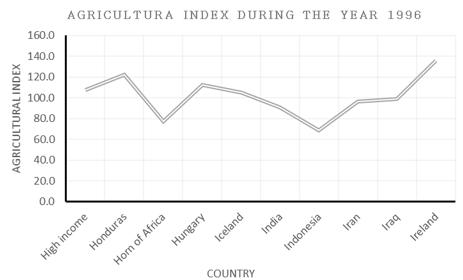 AGRICULTURA INDEX DURING THE YEAR 1996
160.0
140.0
120.0
100.0
80.0
60.0
40.0
20.0
0.0
AGRICULTURAL INDEX
High income
Honduras
Horn of Africa
Hungary
Iceland
India
Indonesia
Iran
Iraq
Ireland
COUNTRY